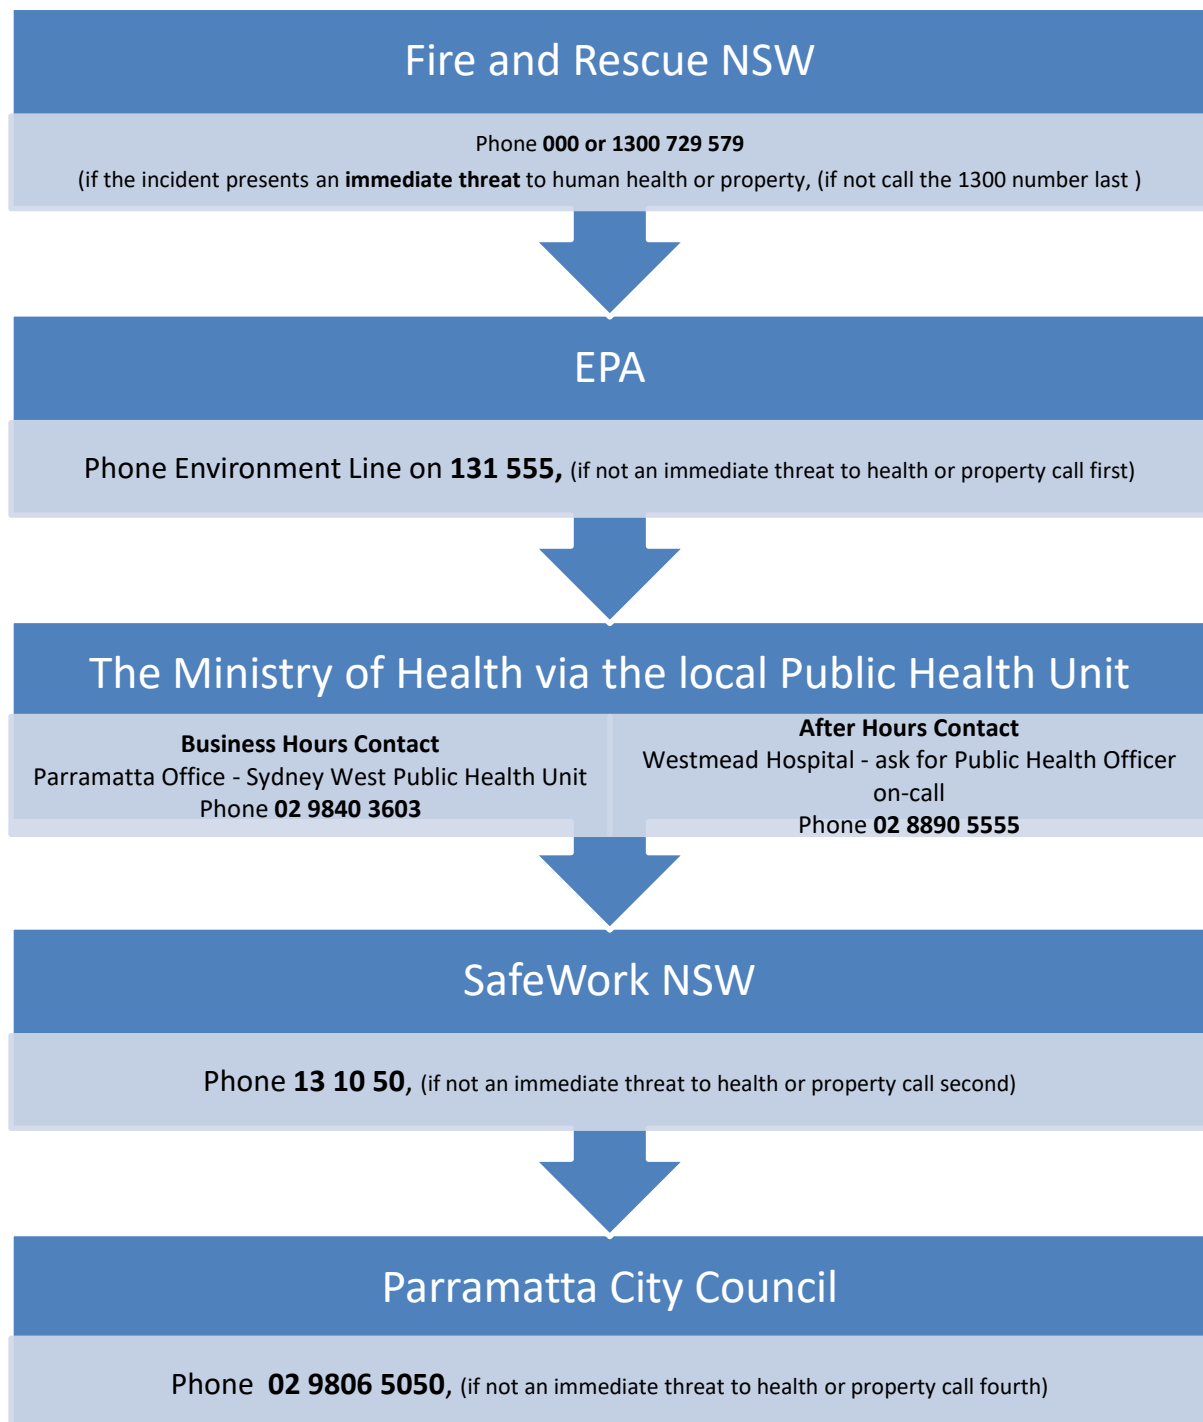 Fire and Rescue NSW
Phone 000 or 1300 729 579
(if the incident presents an immediate threat to human health or property, (if not call the 1300 number last )
EPA
Phone Environment Line on 131 555, (if not an immediate threat to health or property call first)
The Ministry of Health via the local Public Health Unit
Business Hours Contact
Parramatta Office - Sydney West Public Health Unit
Phone 02 9840 3603
After Hours Contact
Westmead Hospital - ask for Public Health Officer
on-call
Phone 02 8890 5555
SafeWork NSW
Phone 13 10 50, (if not an immediate threat to health or property call second)
Parramatta City Council
Phone 02 9806 5050, (if not an immediate threat to health or property call fourth)